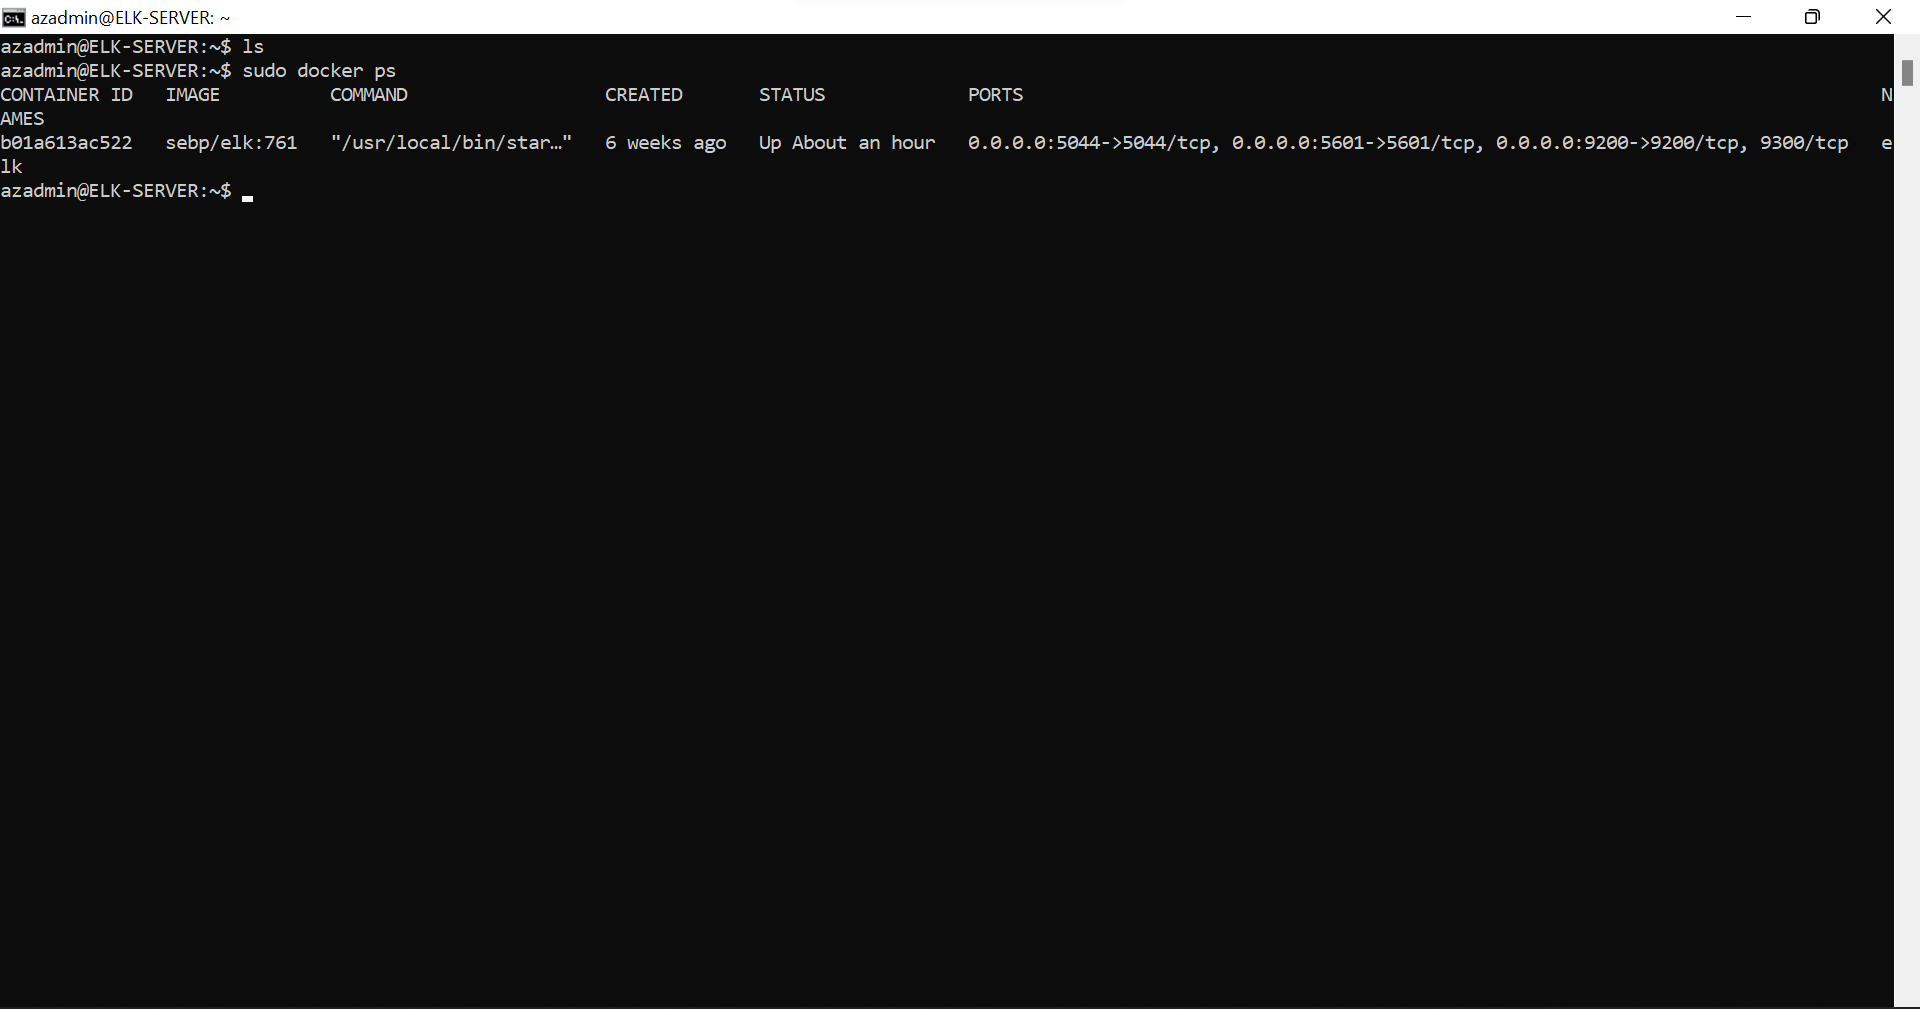 azadmin@ELK-SERVER: ~
azadmin@ELK-SERVER:~$ ls
azadmin@ELK-SERVER:~$ sudo docker ps
CONTAINER ID   IMAGE          COMMAND                  CREATED       STATUS             PORTS                                                                              N
AMES
b01a613ac522   sebp/elk:761   "/usr/local/bin/star…"   6 weeks ago   Up About an hour   0.0.0.0:5044->5044/tcp, 0.0.0.0:5601->5601/tcp, 0.0.0.0:9200->9200/tcp, 9300/tcp   e
lk
azadmin@ELK-SERVER:~$